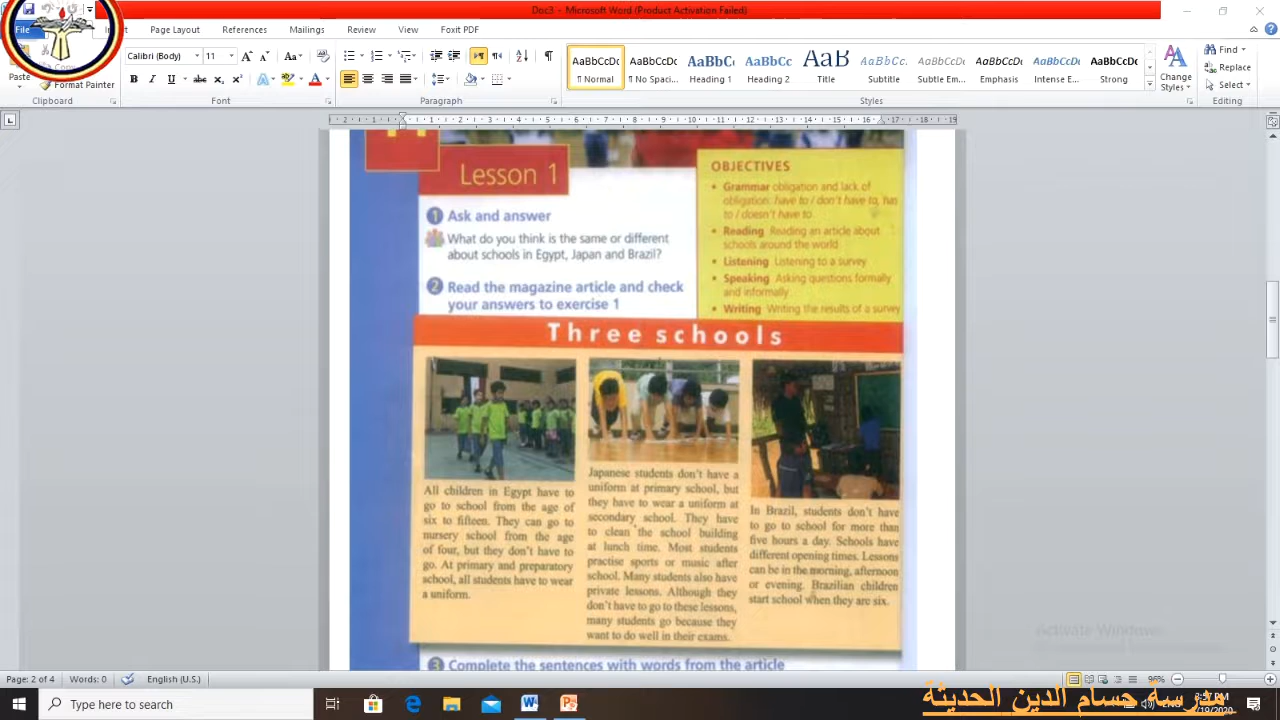 Doc3 - Microsoft Word (Product Activation Failed)
File
Page Layout
References
Mailings
Review
View
Foxit PDF
Paste
Format Painter
Clipboard
Calibri (Body)
11
Font
Paragraph
AaBbCcDc
¶ Normal
AaBbCcDc
¶ No Spaci...
AaBbC
Heading 1
AaBbCc
Heading 2
AaB
Title
AaBbCc.
Subtitle
AaBbCcDc
Subtle Em...
AaBbCcDc
Emphasis
AaBbCcDc
Intense E...
AaBbCcDc
Strong
Change
Styles
Styles
Find
Replace
Select
Editing
Lesson 1
1 Ask and answer
What do you think is the same or different
about schools in Egypt, Japan and Brazil?
2 Read the magazine article and check
your answers to exercise 1
OBJECTIVES
• Grammar obligation and lack of
obligation: have to / don't have to, has
to / doesn't have to
• Reading Reading an article about
schools around the world
• Listening Listening to a survey
• Speaking Asking questions formally
and informally
• Writing Writing the results of a survey
Three schools
All children in Egypt have to
go to school from the age of
six to fifteen. They can go to
nursery school from the age
of four, but they don't have to
go. At primary and preparatory
school, all students have to wear
a uniform.
Japanese students don't have a
uniform at primary school, but
they have to wear a uniform at
secondary school. They have
to clean the school building
at lunch time. Most students
practise sports or music after
school. Many students also have
private lessons. Although they
don't have to go to these lessons,
many students go because they
want to do well in their exams.
In Brazil, students don't have
to go to school for more than
five hours a day. Schools have
different opening times. Lessons
can be in the morning, afternoon
or evening. Brazilian children
start school when they are six.
3 Complete the sentences with words from the article
Activate Windows
Page: 2 of 4
Words: 0
English (U.S.)
96%
Type here to search
مدرسة حسام الدين الحديثة